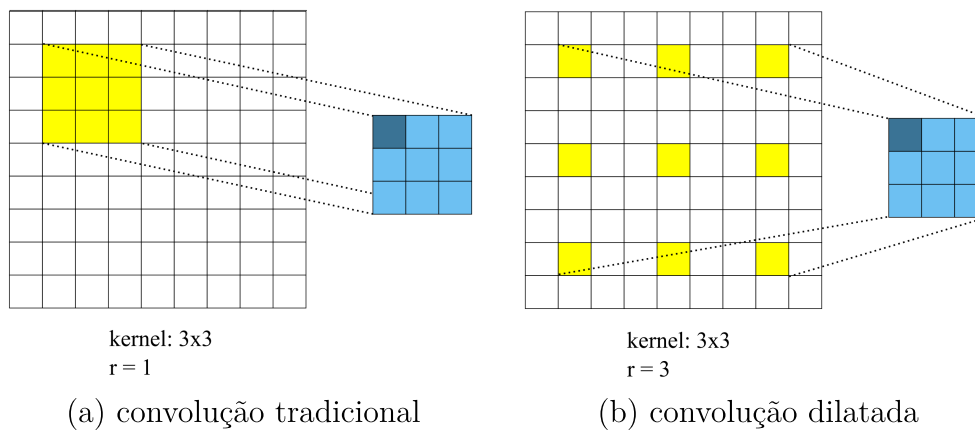 kernel: 3x3
r = 1
(a) convolução tradicional
kernel: 3x3
r = 3
(b) convolução dilatada